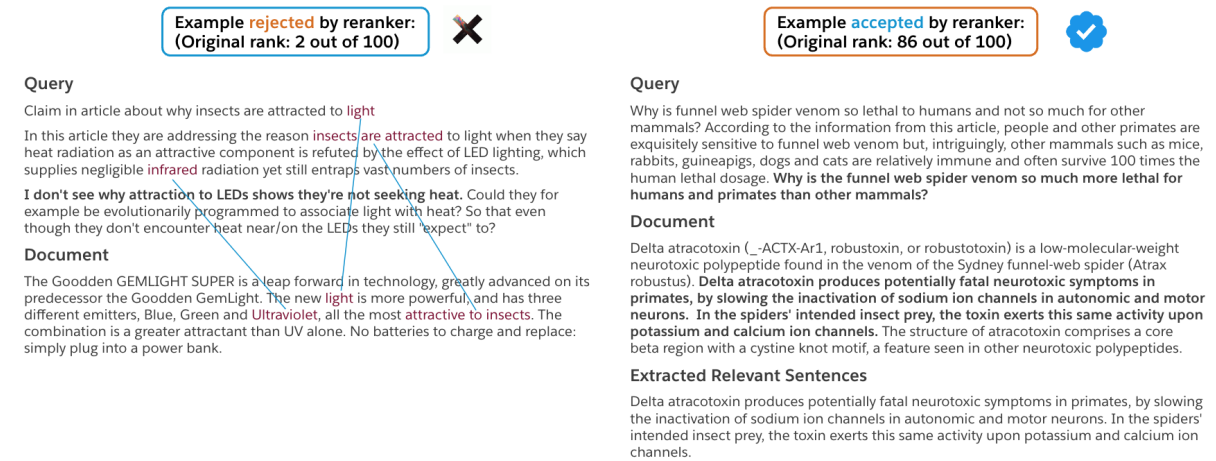 Example rejected by reranker:
(Original rank: 2 out of 100)
Query
Claim in article about why insects are attracted to light
In this article they are addressing the reason insects are attracted to light when they say
heat radiation as an attractive component is refuted by the effect of LED lighting, which
supplies negligible infrared radiation yet still entraps vast numbers of insects.
I don't see why attraction to LEDs shows they're not seeking heat. Could they for
example be evolutionarily programmed to associate light with heat? So that even
though they don't encounter heat near/on the LEDs they still "expect" to?
Document
The Goodden GEMLIGHT SUPER is a leap forward in technology, greatly advanced on its
predecessor the Goodden GemLight. The new light is more powerful, and has three
different emitters, Blue, Green and Ultraviolet, all the most attractive to insects. The
combination is a greater attractant than UV alone. No batteries to charge and replace:
simply plug into a power bank.
Example accepted by reranker:
(Original rank: 86 out of 100)
Query
Why is funnel web spider venom so lethal to humans and not so much for other
mammals? According to the information from this article, people and other primates are
exquisitely sensitive to funnel web venom but, intriguingly, other mammals such as mice,
rabbits, guineapigs, dogs and cats are relatively immune and often survive 100 times the
human lethal dosage. Why is the funnel web spider venom so much more lethal for
humans and primates than other mammals?
Document
Delta atracotoxin (_-ACTX-Ar1, robustoxin, or robustotoxin) is a low-molecular-weight
neurotoxic polypeptide found in the venom of the Sydney funnel-web spider (Atrax
robustus). Delta atracotoxin produces potentially fatal neurotoxic symptoms in
primates, by slowing the inactivation of sodium ion channels in autonomic and motor
neurons. In the spiders' intended insect prey, the toxin exerts this same activity upon
potassium and calcium ion channels. The structure of atracotoxin comprises a core
beta region with a cystine knot motif, a feature seen in other neurotoxic polypeptides.
Extracted Relevant Sentences
Delta atracotoxin produces potentially fatal neurotoxic symptoms in primates, by slowing
the inactivation of sodium ion channels in autonomic and motor neurons. In the spiders'
intended insect prey, the toxin exerts this same activity upon potassium and calcium ion
channels.